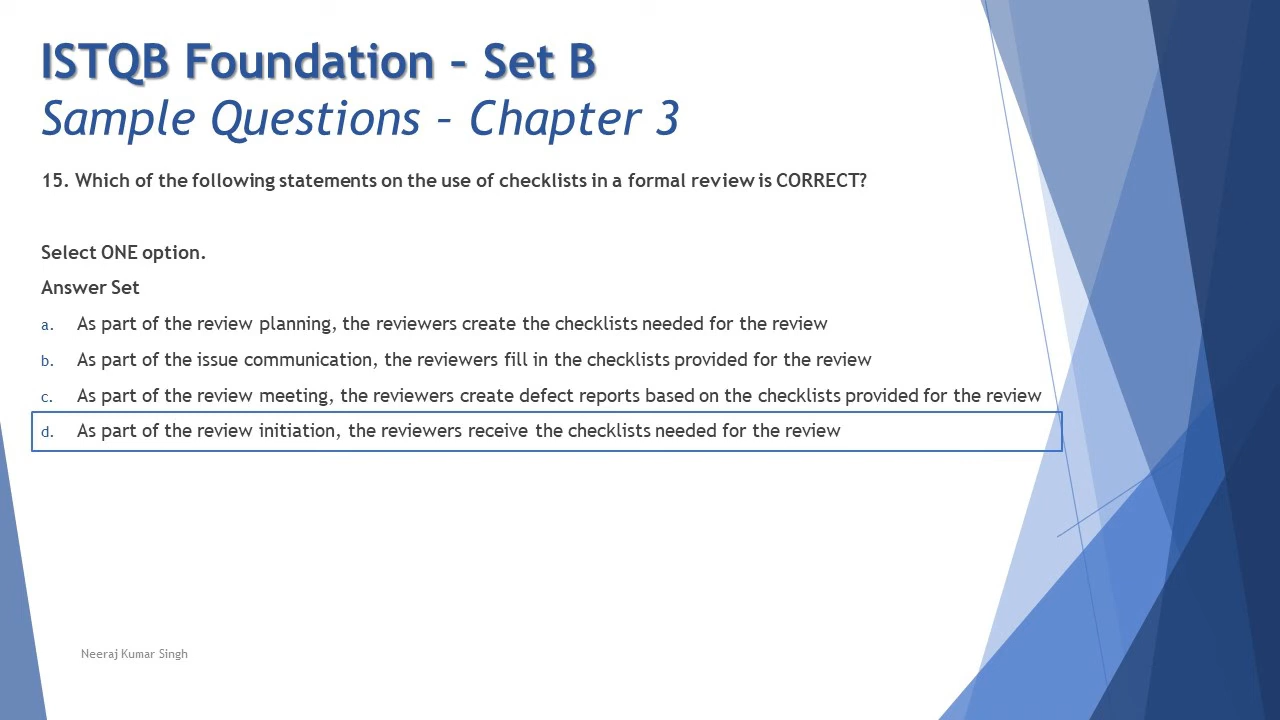 ISTQB Foundation – Set B
Sample Questions – Chapter 3
15. Which of the following statements on the use of checklists in a formal review is CORRECT?
Select ONE option.
Answer Set
a. As part of the review planning, the reviewers create the checklists needed for the review
b. As part of the issue communication, the reviewers fill in the checklists provided for the review
c. As part of the review meeting, the reviewers create defect reports based on the checklists provided for the review
d. As part of the review initiation, the reviewers receive the checklists needed for the review
Neeraj Kumar Singh